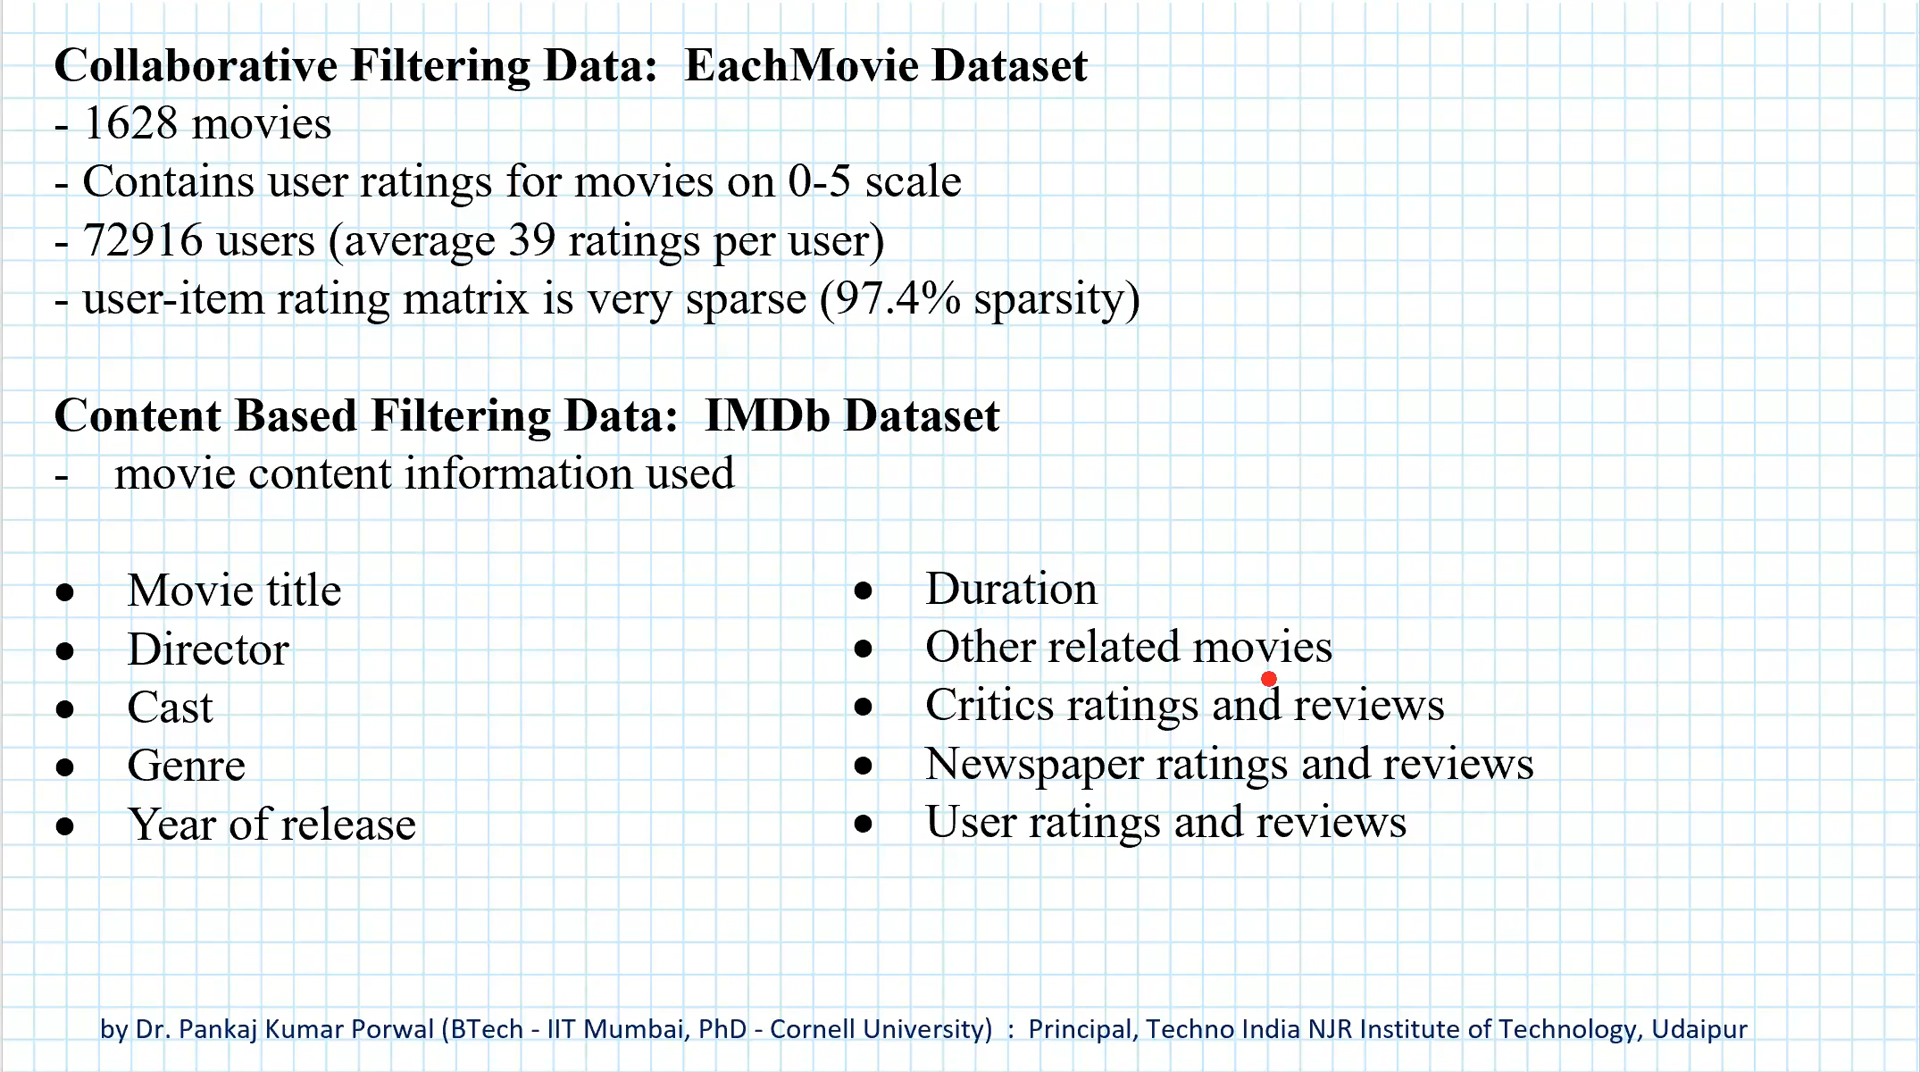 Collaborative Filtering Data: EachMovie Dataset
- 1628 movies
- Contains user ratings for movies on 0-5 scale
- 72916 users (average 39 ratings per user)
- user-item rating matrix is very sparse (97.4% sparsity)
Content Based Filtering Data: IMDb Dataset
- movie content information used
• Movie title
• Director
• Cast
• Genre
• Year of release
• Duration
• Other related movies
• Critics ratings and reviews
• Newspaper ratings and reviews
• User ratings and reviews
by Dr. Pankaj Kumar Porwal (BTech - IIT Mumbai, PhD - Cornell University) : Principal, Techno India NJR Institute of Technology, Udaipur